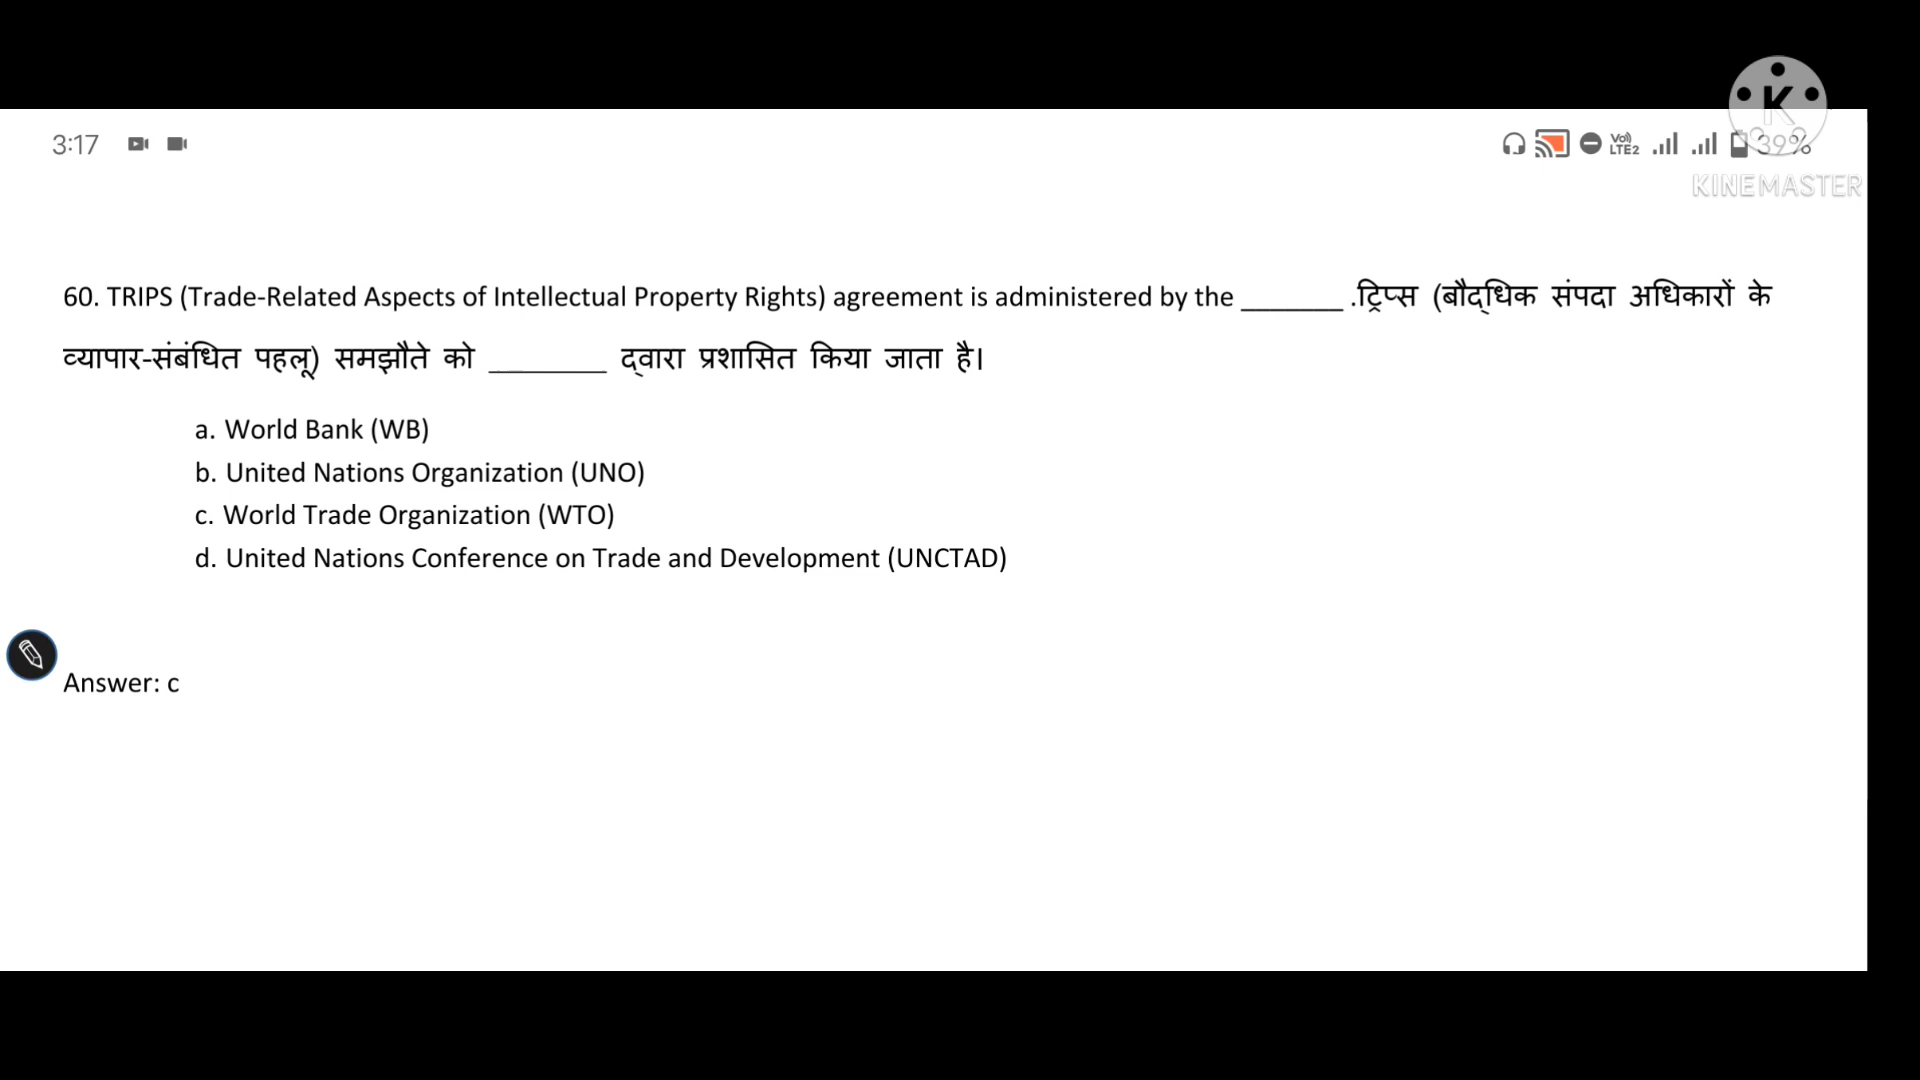 3:17
Vo)) LTE2 39%
KINEMASTER
60. TRIPS (Trade-Related Aspects of Intellectual Property Rights) agreement is administered by the _______ .ट्रिप्स (बौद्धिक संपदा अधिकारों के
व्यापार-संबंधित पहलू) समझौते को ________ द्वारा प्रशासित किया जाता है।
a. World Bank (WB)
b. United Nations Organization (UNO)
c. World Trade Organization (WTO)
d. United Nations Conference on Trade and Development (UNCTAD)
Answer: c